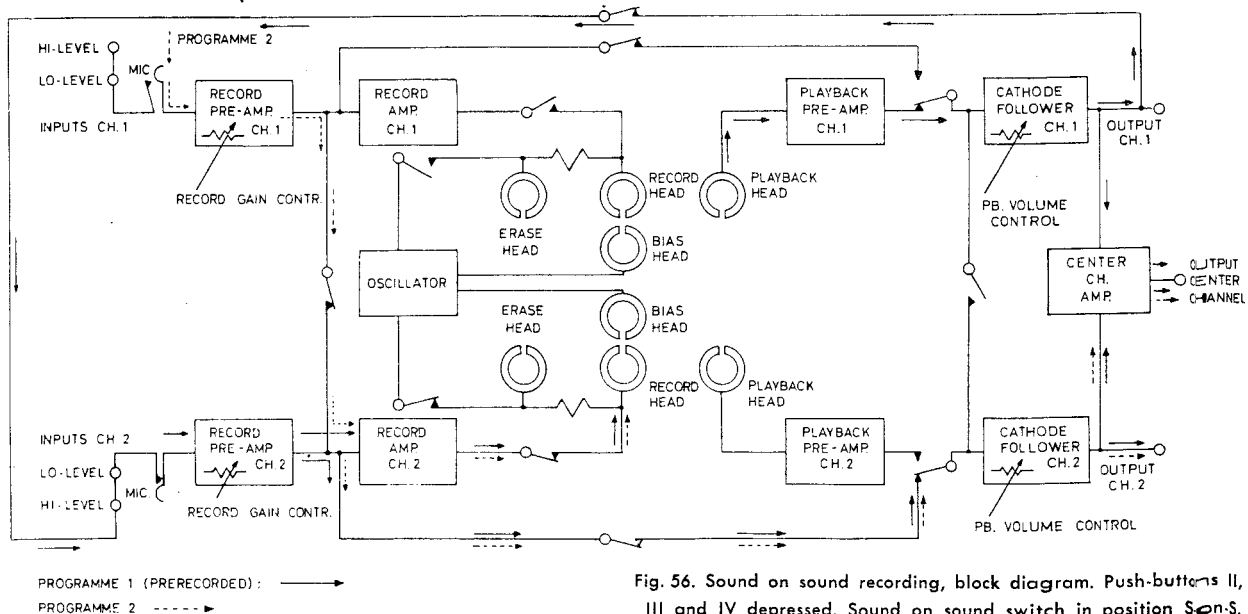 PROGRAMME 2
HI-LEVEL
LO-LEVEL
MIC
INPUTS CH.1
RECORD
PRE-AMP.
CH.1
RECORD GAIN CONTR.
RECORD
AMP.
CH.1
ERASE
HEAD
RECORD
HEAD
PLAYBACK
HEAD
BIAS
HEAD
PLAYBACK
PRE-AMP.
CH.1
CATHODE
FOLLOWER
CH.1
OUTPUT
CH.1
PB. VOLUME
CONTROL
OSCILLATOR
CENTER
CH.
AMP.
OUTPUT
CENTER
CHANNEL
ERASE
HEAD
BIAS
HEAD
RECORD
HEAD
PLAYBACK
HEAD
INPUTS CH 2
LO-LEVEL
MIC.
HI-LEVEL
RECORD
PRE-AMP.
CH.2
RECORD GAIN CONTR.
RECORD
AMP.
CH.2
PLAYBACK
PRE-AMP.
CH.2
CATHODE
FOLLOWER
CH.2
OUTPUT
CH.2
PB. VOLUME CONTROL
PROGRAMME 1 (PRERECORDED):
PROGRAMME 2
Fig. 56. Sound on sound recording, block diagram. Push-buttons II,
III and IV depressed. Sound on sound switch in position S-on-S.